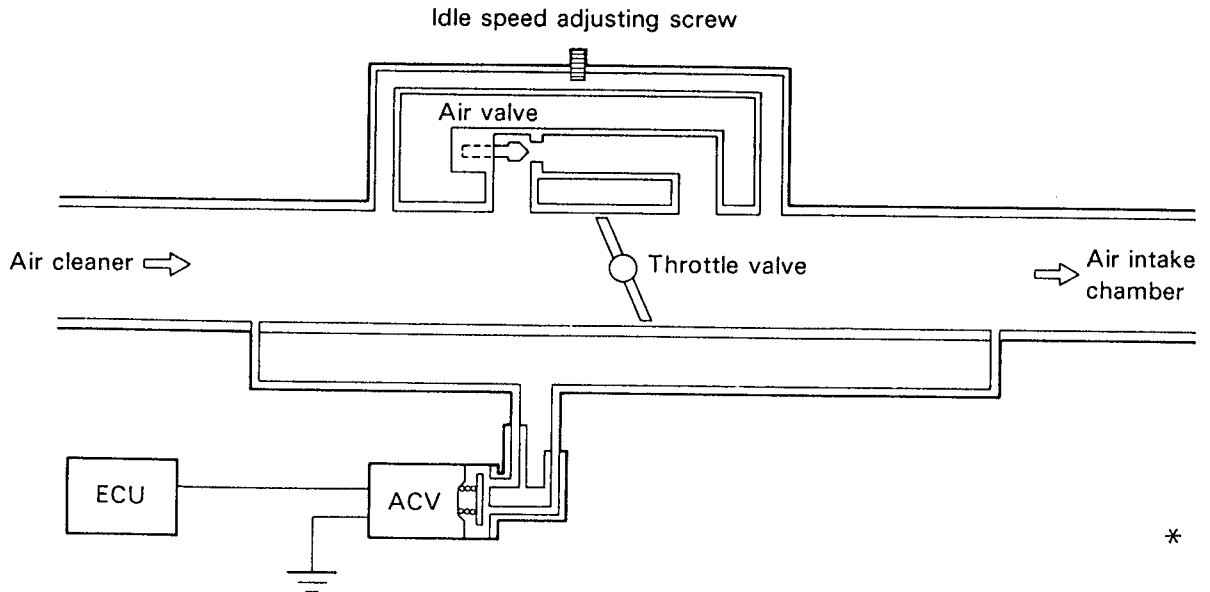 Idle speed adjusting screw
Air valve
Air cleaner
Throttle valve
Air intake
chamber
ECU
ACV
*